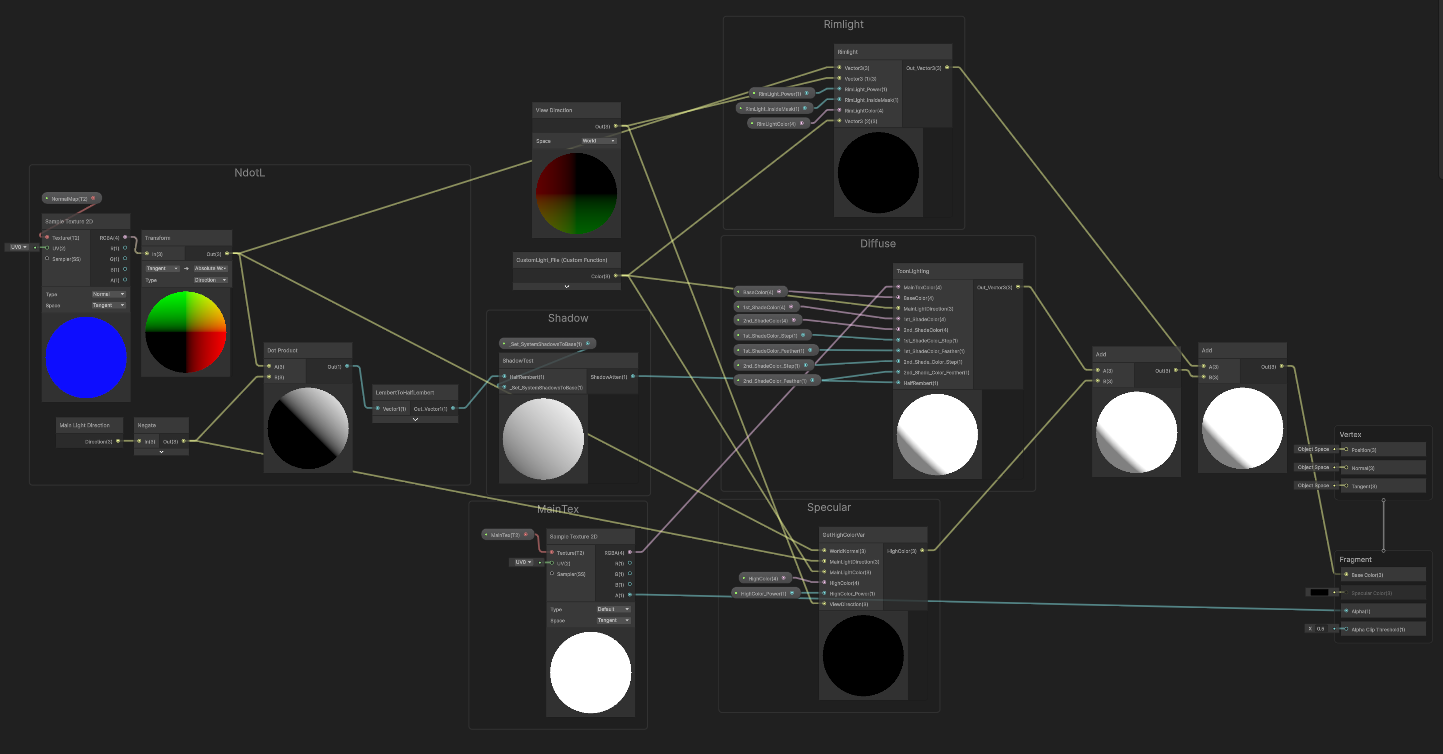 Rimlight
Rimlight
Vector3(3)
Out_Vector3(3)
Vector3 (1)(3)
RimLight_Power(1)
RimLight_Power(1)
RimLight_InsideMask(1)
RimLight_InsideMask(1)
RimLightColor(4)
RimLightColor(4)
Vector3 (2)(3)
View Direction
Out(3)
Space
World
NdotL
NormalMap(T2)
Sample Texture 2D
Texture(T2)
RGBA(4)
UV0
UV(2)
R(1)
Sampler(SS)
G(1)
B(1)
A(1)
Type
Normal
Space
Tangent
Transform
In(3)
Out(3)
Tangent
Type
Direction
Dot Product
A(3)
Out(1)
B(3)
LambertToHalfLambert
Vector1(1)
Out_Vector1(1)
Main Light Direction
Direction(3)
Negate
In(3)
Out(3)
CustomLight_File (Custom Function)
Color(3)
Shadow
_Set_SystemShadowsToBase(1)
ShadowTest
HalfRembert(1)
ShadowAtten(1)
_Set_SystemShadowsToBase(1)
Diffuse
ToonLighting
MainTexColor(4)
Out_Vector3(3)
BaseColor(4)
BaseColor(4)
MainLightDirection(3)
1st_ShadeColor(4)
1st_ShadeColor(4)
2nd_ShadeColor(4)
2nd_ShadeColor(4)
1st_ShadeColor_Step(1)
1st_ShadeColor_Step(1)
1st_ShadeColor_Feather(1)
1st_ShadeColor_Feather(1)
2nd_ShadeColor_Step(1)
2nd_Shade_Color_Step(1)
2nd_ShadeColor_Feather(1)
2nd_Shade_Color_Feather(1)
HalfRembert(1)
MainTex
MainTex(T2)
Sample Texture 2D
Texture(T2)
RGBA(4)
UV0
UV(2)
R(1)
Sampler(SS)
G(1)
B(1)
A(1)
Type
Default
Space
Tangent
Specular
GetHighColorVar
WorldNormal(3)
HighColor(3)
MainLightDirection(3)
MainLightColor(3)
HighColor(4)
HighColor(4)
HighColor_Power(1)
HighColor_Power(1)
ViewDirection(3)
Add
A(3)
Out(3)
B(3)
Add
A(3)
Out(3)
B(3)
Vertex
Object Space
Position(3)
Object Space
Normal(3)
Object Space
Tangent(3)
Fragment
Base Color(3)
Specular Color(3)
Alpha(1)
X 0.5
Alpha Clip Threshold(1)